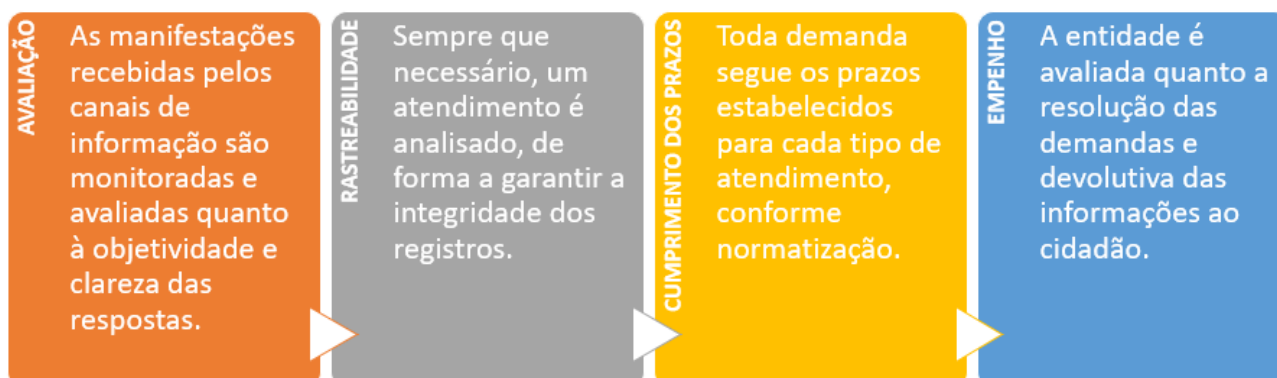 AVALIAÇÃO
As manifestações
recebidas pelos
canais de
informação são
monitoradas e
avaliadas quanto
à objetividade e
clareza das
respostas.
RASTREABILIDADE
Sempre que
necessário, um
atendimento é
analisado, de
forma a garantir a
integridade dos
registros.
CUMPRIMENTO DOS PRAZOS
Toda demanda
segue os prazos
estabelecidos
para cada tipo de
atendimento,
conforme
normatização.
EMPENHO
A entidade é
avaliada quanto a
resolução das
demandas e
devolutiva das
informações ao
cidadão.